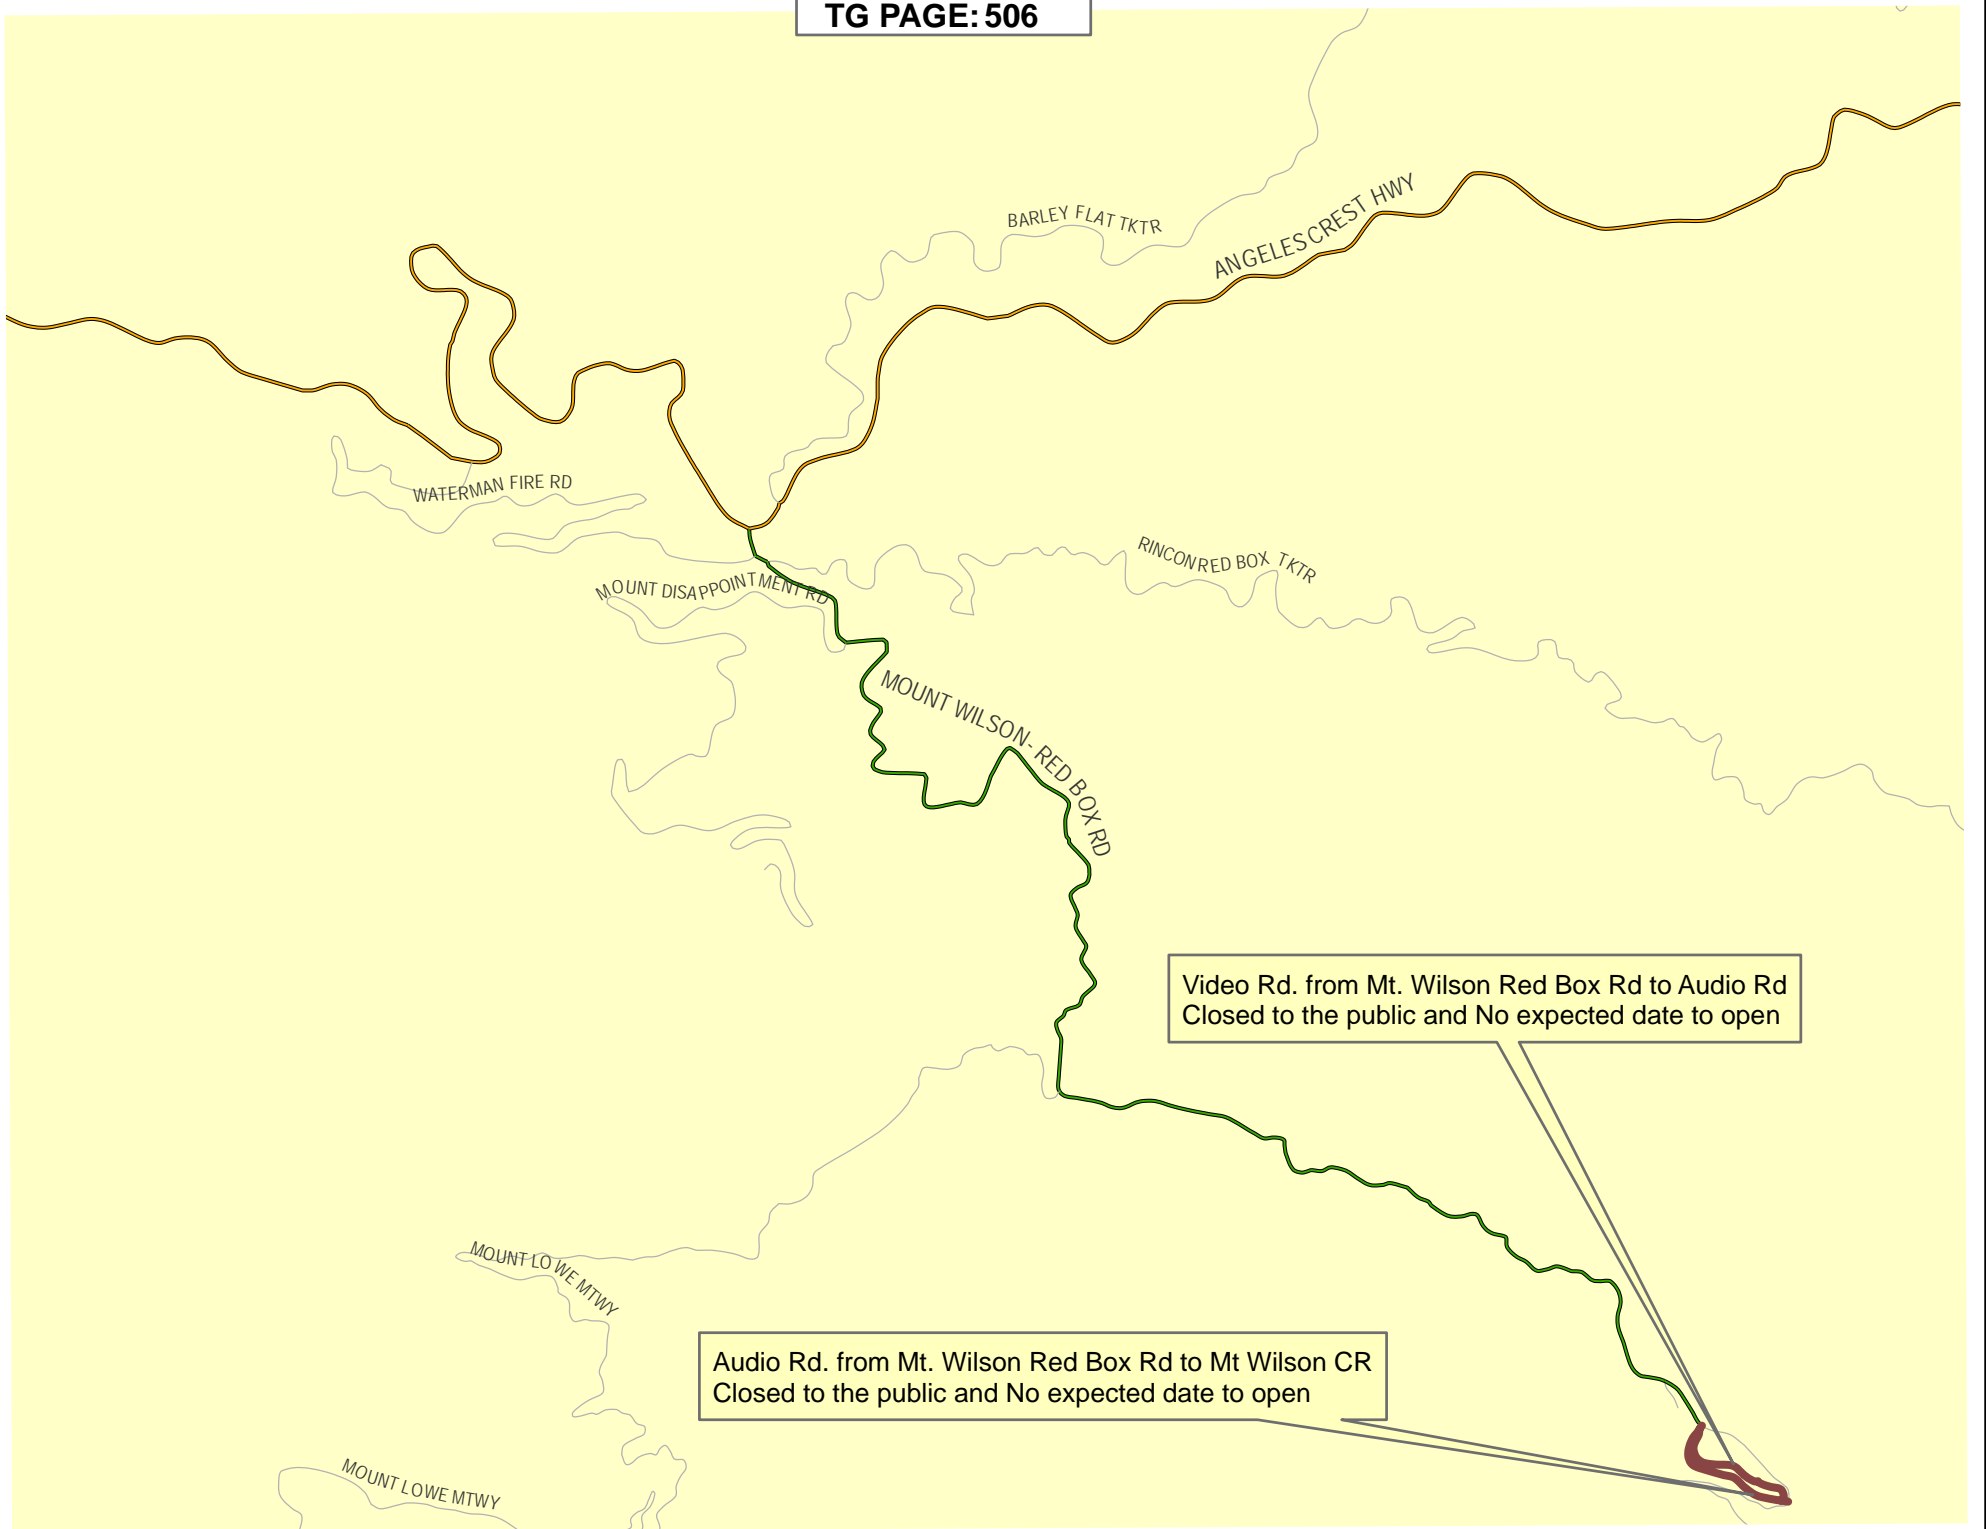 TG PAGE: 506
BARLEY FLAT TKTR
ANGELES CREST HWY
WATERMAN FIRE RD
RINCON RED BOX TKTR
MOUNT DISAPPOINTMENT RD
MOUNT WILSON - RED BOX RD
Video Rd. from Mt. Wilson Red Box Rd to Audio Rd
Closed to the public and No expected date to open
MOUNT LOWE MTWY
Audio Rd. from Mt. Wilson Red Box Rd to Mt Wilson CR
Closed to the public and No expected date to open
MOUNT LOWE MTWY